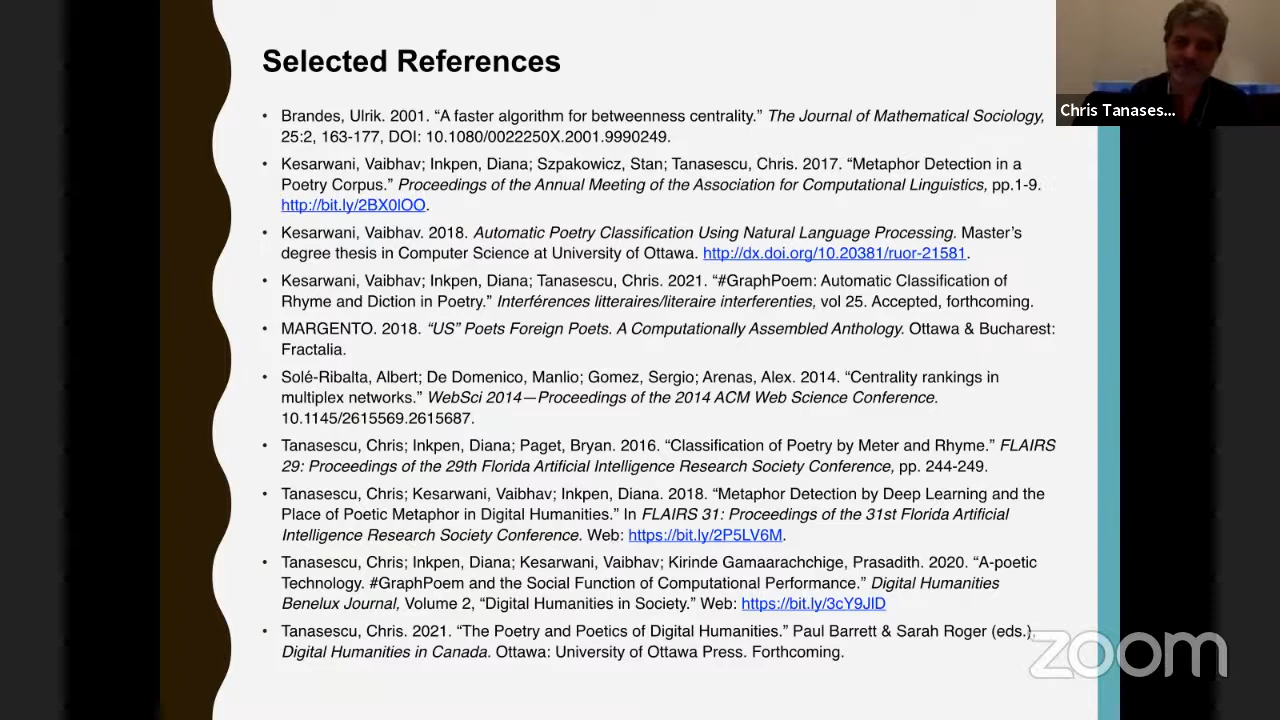 Selected References
• Brandes, Ulrik. 2001. “A faster algorithm for betweenness centrality.” The Journal of Mathematical Sociology,
25:2, 163-177, DOI: 10.1080/0022250X.2001.9990249.
• Kesarwani, Vaibhav; Inkpen, Diana; Szpakowicz, Stan; Tanasescu, Chris. 2017. “Metaphor Detection in a
Poetry Corpus.” Proceedings of the Annual Meeting of the Association for Computational Linguistics, pp.1-9.
http://bit.ly/2BX0lOO.
• Kesarwani, Vaibhav. 2018. Automatic Poetry Classification Using Natural Language Processing. Master’s
degree thesis in Computer Science at University of Ottawa. http://dx.doi.org/10.20381/ruor-21581.
• Kesarwani, Vaibhav; Inkpen, Diana; Tanasescu, Chris. 2021. “#GraphPoem: Automatic Classification of
Rhyme and Diction in Poetry.” Interférences litteraires/literaire interferenties, vol 25. Accepted, forthcoming.
• MARGENTO. 2018. “US” Poets Foreign Poets. A Computationally Assembled Anthology. Ottawa & Bucharest:
Fractalia.
• Solé-Ribalta, Albert; De Domenico, Manlio; Gomez, Sergio; Arenas, Alex. 2014. “Centrality rankings in
multiplex networks.” WebSci 2014—Proceedings of the 2014 ACM Web Science Conference.
10.1145/2615569.2615687.
• Tanasescu, Chris; Inkpen, Diana; Paget, Bryan. 2016. “Classification of Poetry by Meter and Rhyme.” FLAIRS
29: Proceedings of the 29th Florida Artificial Intelligence Research Society Conference, pp. 244-249.
• Tanasescu, Chris; Kesarwani, Vaibhav; Inkpen, Diana. 2018. “Metaphor Detection by Deep Learning and the
Place of Poetic Metaphor in Digital Humanities.” In FLAIRS 31: Proceedings of the 31st Florida Artificial
Intelligence Research Society Conference. Web: https://bit.ly/2P5LV6M.
• Tanasescu, Chris; Inkpen, Diana; Kesarwani, Vaibhav; Kirinde Gamaarachchige, Prasadith. 2020. “A-poetic
Technology. #GraphPoem and the Social Function of Computational Performance.” Digital Humanities
Benelux Journal, Volume 2, “Digital Humanities in Society.” Web: https://bit.ly/3cY9JlD
• Tanasescu, Chris. 2021. “The Poetry and Poetics of Digital Humanities.” Paul Barrett & Sarah Roger (eds.),
Digital Humanities in Canada. Ottawa: University of Ottawa Press. Forthcoming.
Chris Tanases...
zoom